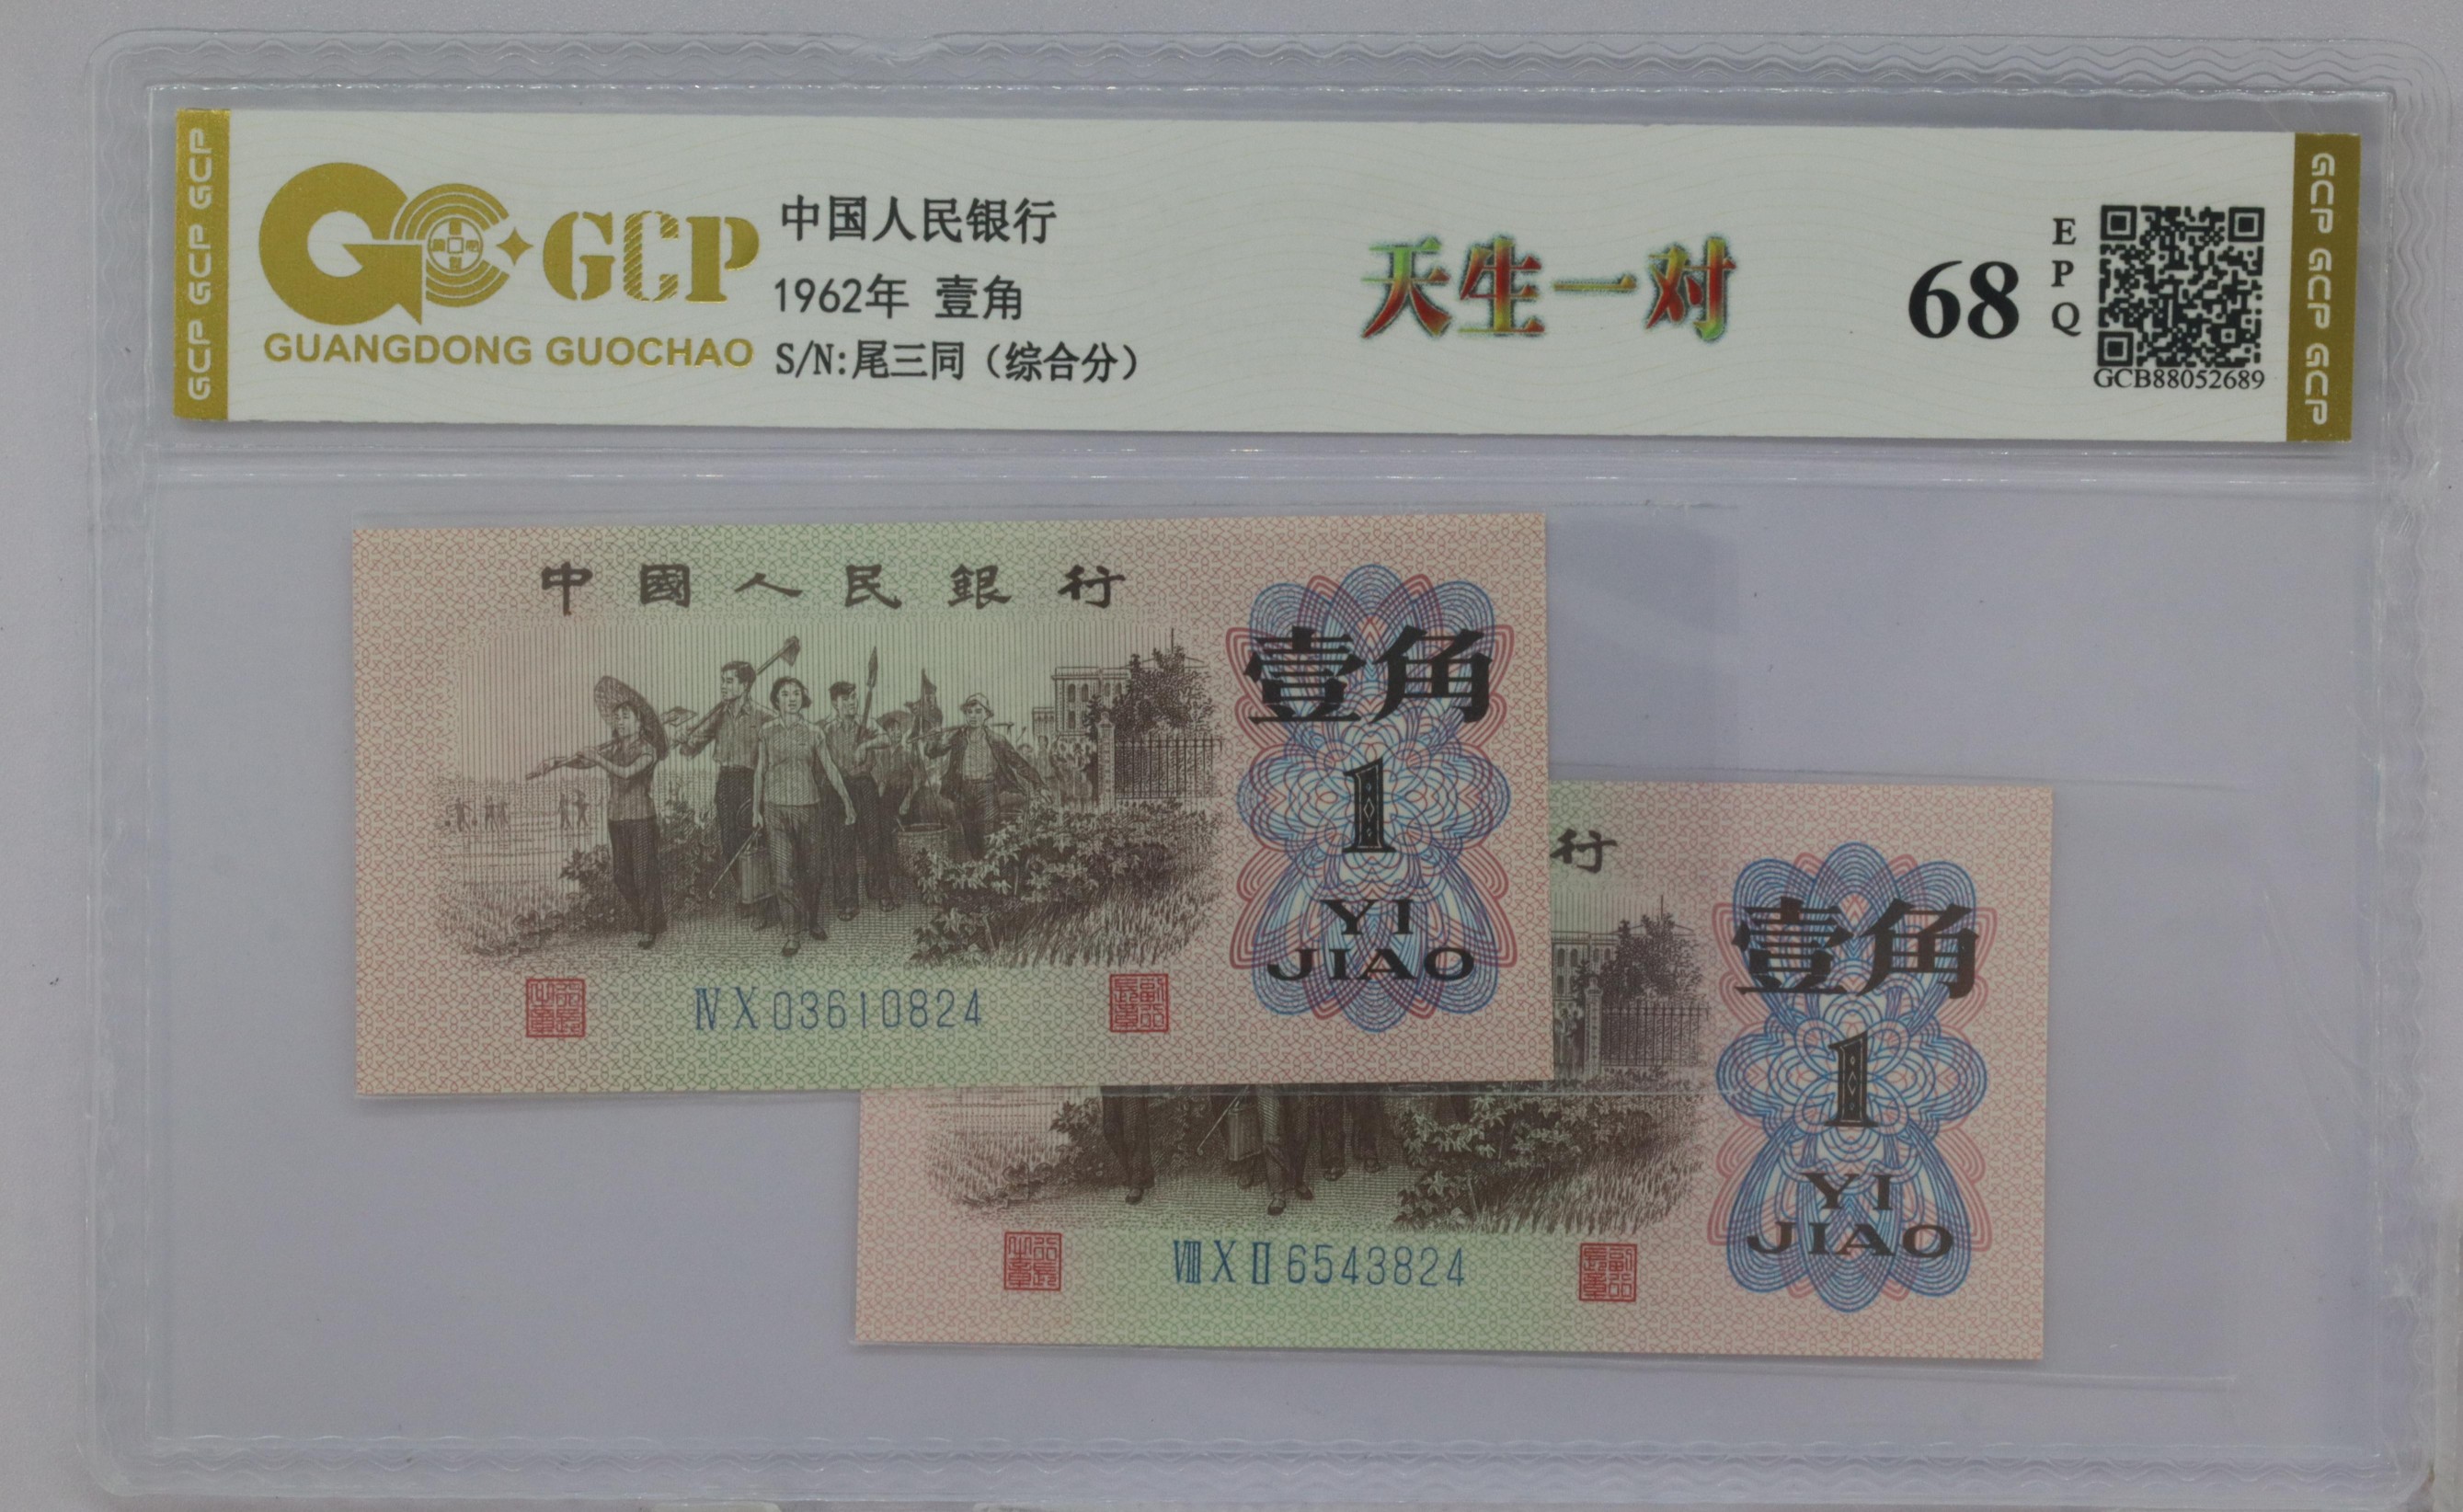 GCP GCP GCP
GCP
GUANGDONG GUOCHAO
中国人民银行
1962年 壹角
S/N:尾三同（综合分）
天生一对
68
EPQ
GCB88052689
GCP GCP GCP
中國人民銀行
壹角
1
YI
JIAO
ⅣⅩ03610824
行
壹角
1
YI
JIAO
ⅧⅩⅡ6543824